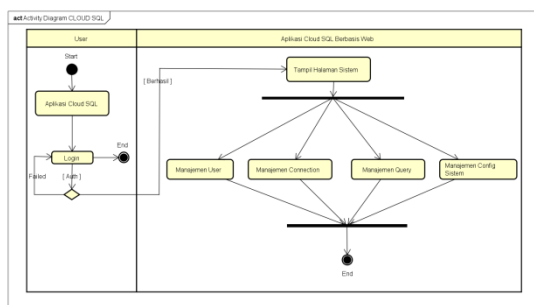 act Activity Diagram CLOUD SQL
User
Aplikasi Cloud SQL Berbasis Web
Start
Aplikasi Cloud SQL
Login
End
Failed
[ Auth ]
[ Berhasil ]
Tampil Halaman Sistem
Manajemen User
Manajemen Connection
Manajemen Query
Manajemen Config
Sistem
End